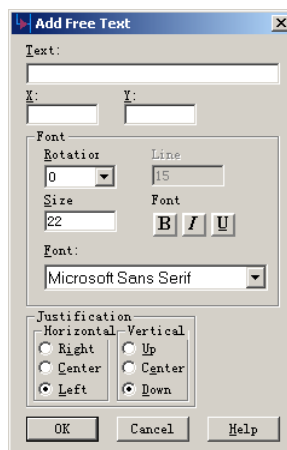 Add Free Text
Text:
X: Y:
Font
Rotation Line
0 15
Size Font
22 B I U
Font:
Microsoft Sans Serif
Justification
Horizontal Vertical
Right Up
Center Center
Left Down
OK Cancel Help